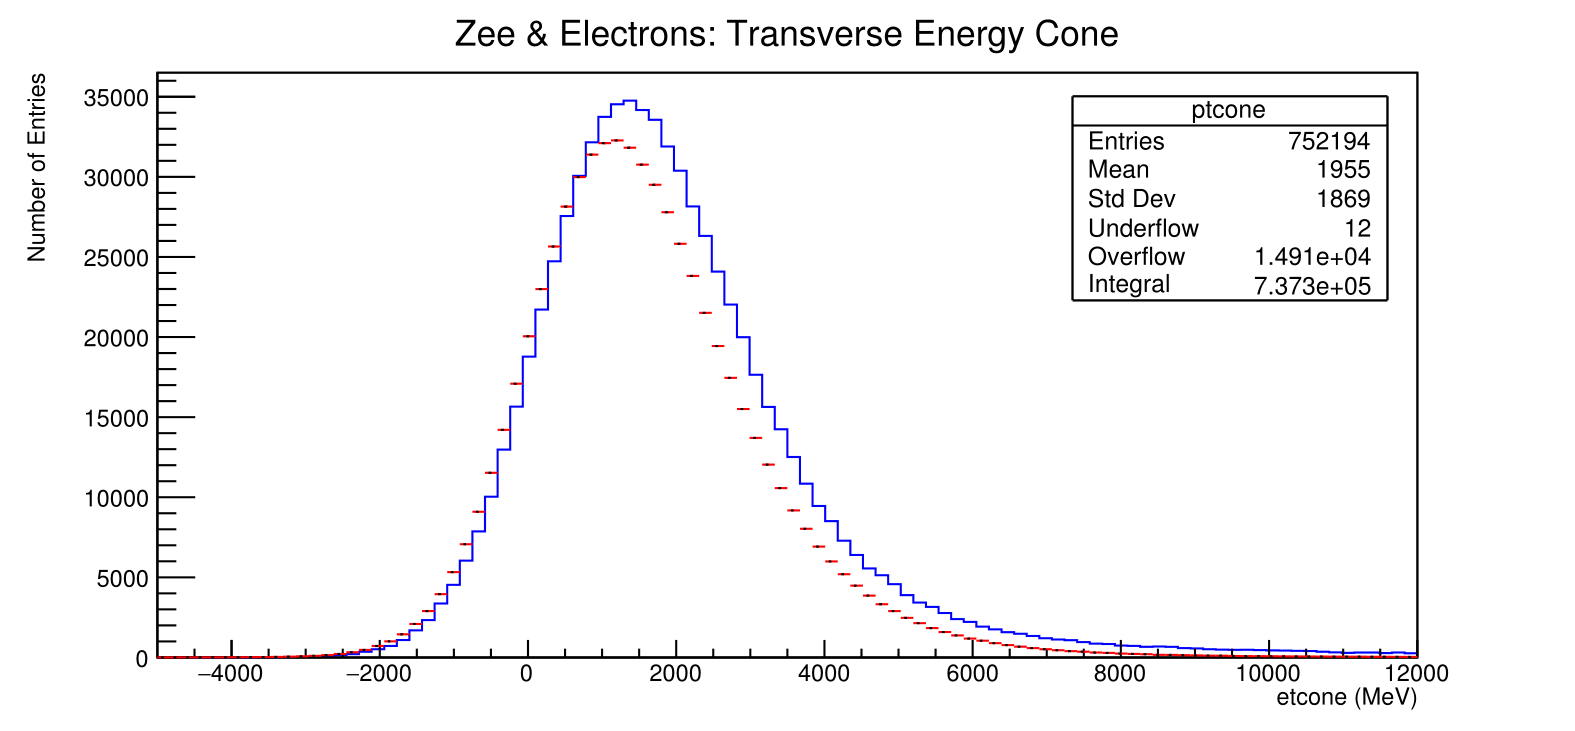 Zee & Electrons: Transverse Energy Cone
Number of Entries
35000
30000
25000
20000
15000
10000
5000
0
ptcone
Entries 752194
Mean 1955
Std Dev 1869
Underflow 12
Overflow 1.491e+04
Integral 7.373e+05
−4000 −2000 0 2000 4000 6000 8000 10000 12000
etcone (MeV)